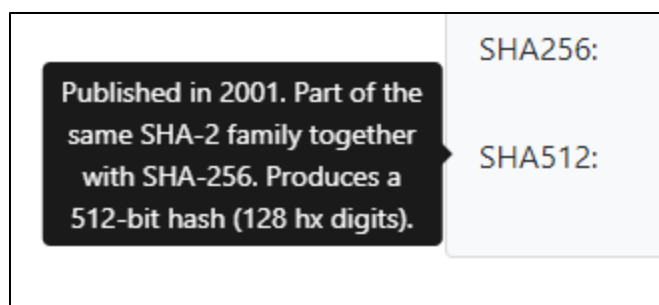 SHA256:
Published in 2001. Part of the
same SHA-2 family together
with SHA-256. Produces a
512-bit hash (128 hx digits).
SHA512: